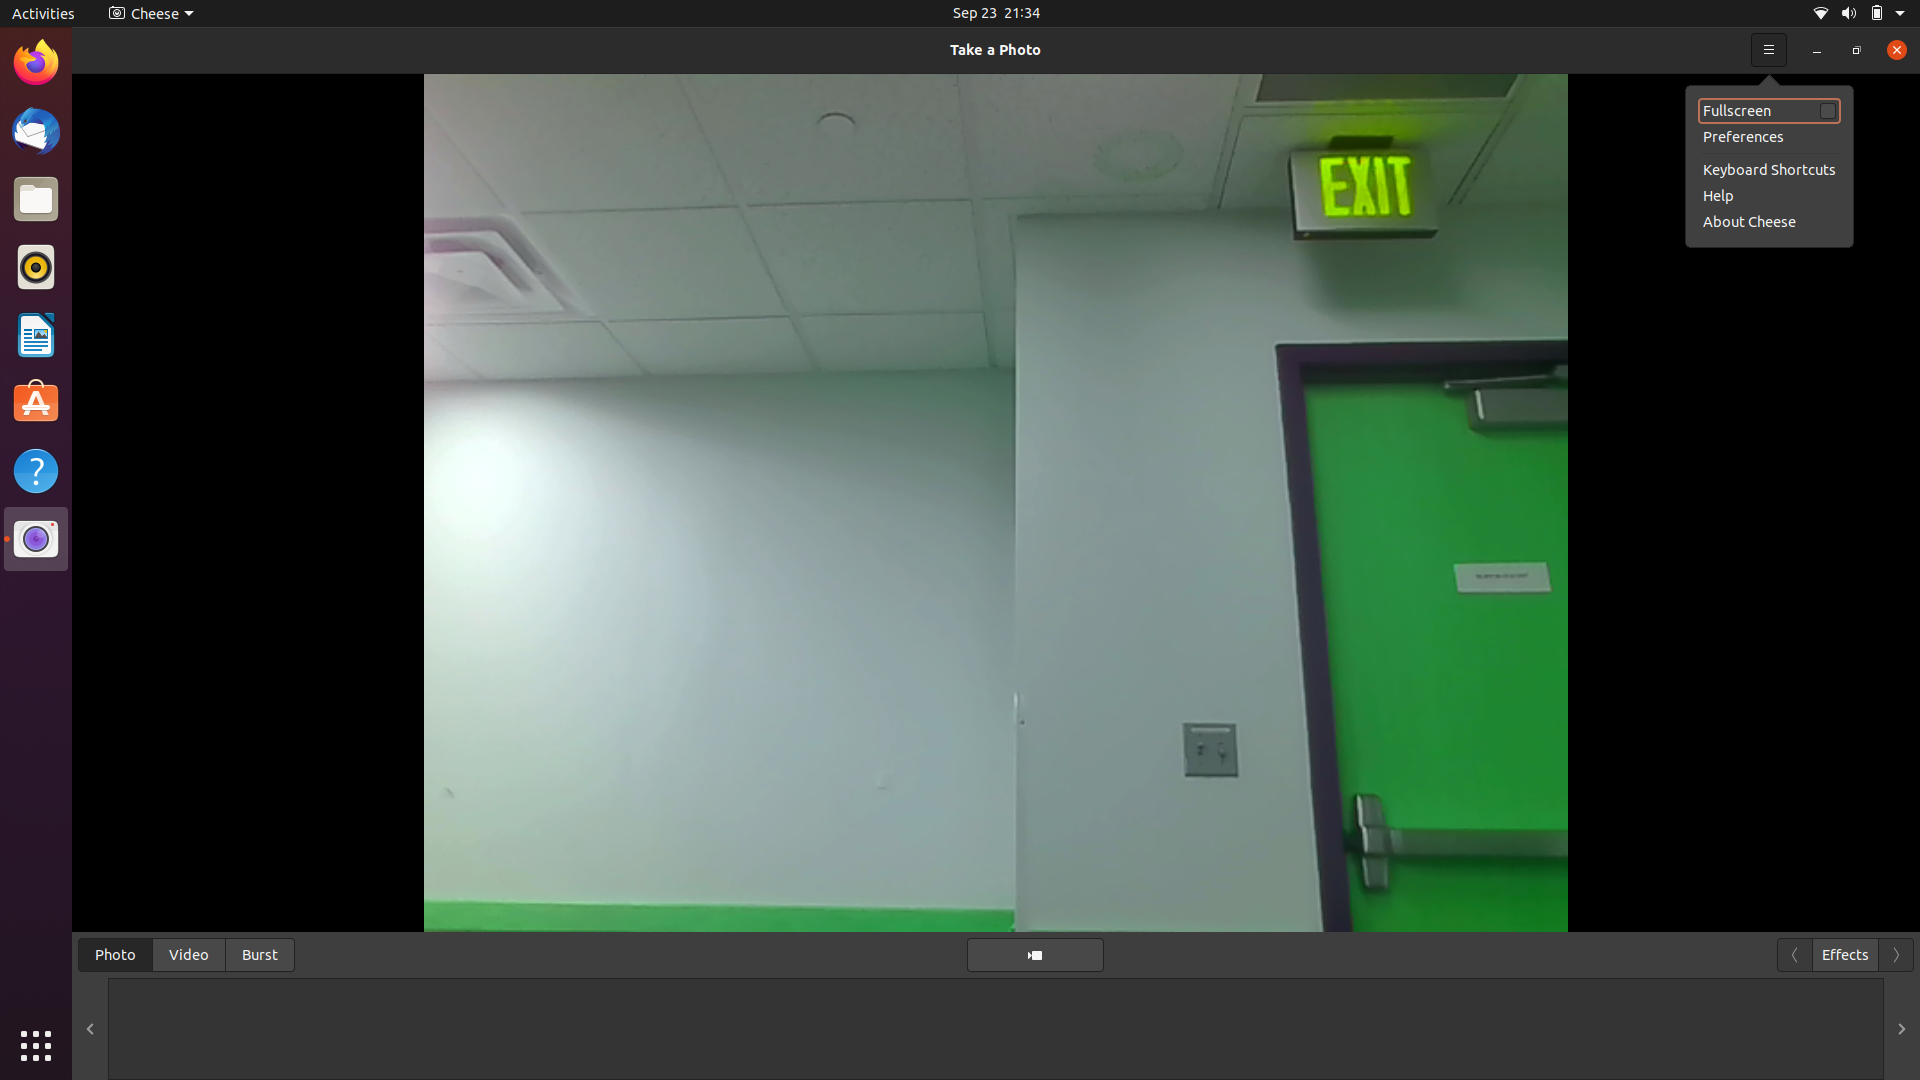 Activities
Cheese
Sep 23 21:34
Take a Photo
Fullscreen
Preferences
Keyboard Shortcuts
Help
About Cheese
EXIT
Photo
Video
Burst
Effects